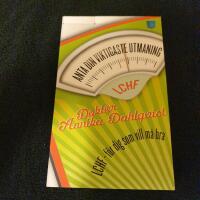 ANTA DIN VIKTIGASTE UTMANING
LCHF
Doktor
Annika Dahlqvist
LCHF - för dig som vill må bra